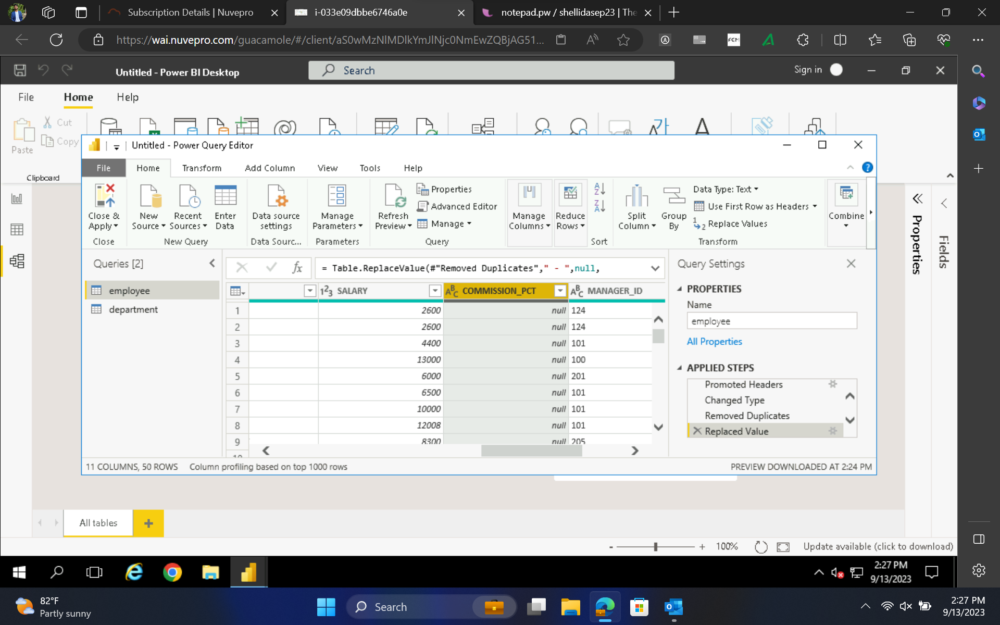 Subscription Details | Nuvepro
i-033e09dbbe6746a0e
notepad.pw / shellidasep23 | The
https://wai.nuvepro.com/guacamole/#/client/aS0wMzNlMDlkYmJlNjc0NmEwZQBjAG51...
Untitled - Power BI Desktop
Search
Sign in
File
Home
Help
Paste
Cut
Copy
Clipboard
Untitled - Power Query Editor
File
Home
Transform
Add Column
View
Tools
Help
Close & Apply
New Source
Recent Sources
Enter Data
Data source settings
Manage Parameters
Refresh Preview
Properties
Advanced Editor
Manage
Manage Columns
Reduce Rows
Split Column
Group By
Data Type: Text
Use First Row as Headers
Replace Values
Combine
Close
New Query
Data Sourc...
Parameters
Query
Sort
Transform
Properties
Fields
Queries [2]
employee
department
fx
= Table.ReplaceValue(#"Removed Duplicates"," - ",null,
1²3 SALARY
ABC COMMISSION_PCT
ABC MANAGER_ID
1 2600 null 124
2 2600 null 124
3 4400 null 101
4 13000 null 100
5 6000 null 201
6 6500 null 101
7 10000 null 101
8 12008 null 101
9 8300 null 205
10
Query Settings
PROPERTIES
Name
employee
All Properties
APPLIED STEPS
Promoted Headers
Changed Type
Removed Duplicates
Replaced Value
11 COLUMNS, 50 ROWS
Column profiling based on top 1000 rows
PREVIEW DOWNLOADED AT 2:24 PM
All tables
- + 100%
Update available (click to download)
2:27 PM
9/13/2023
82°F
Partly sunny
Search
2:27 PM
9/13/2023